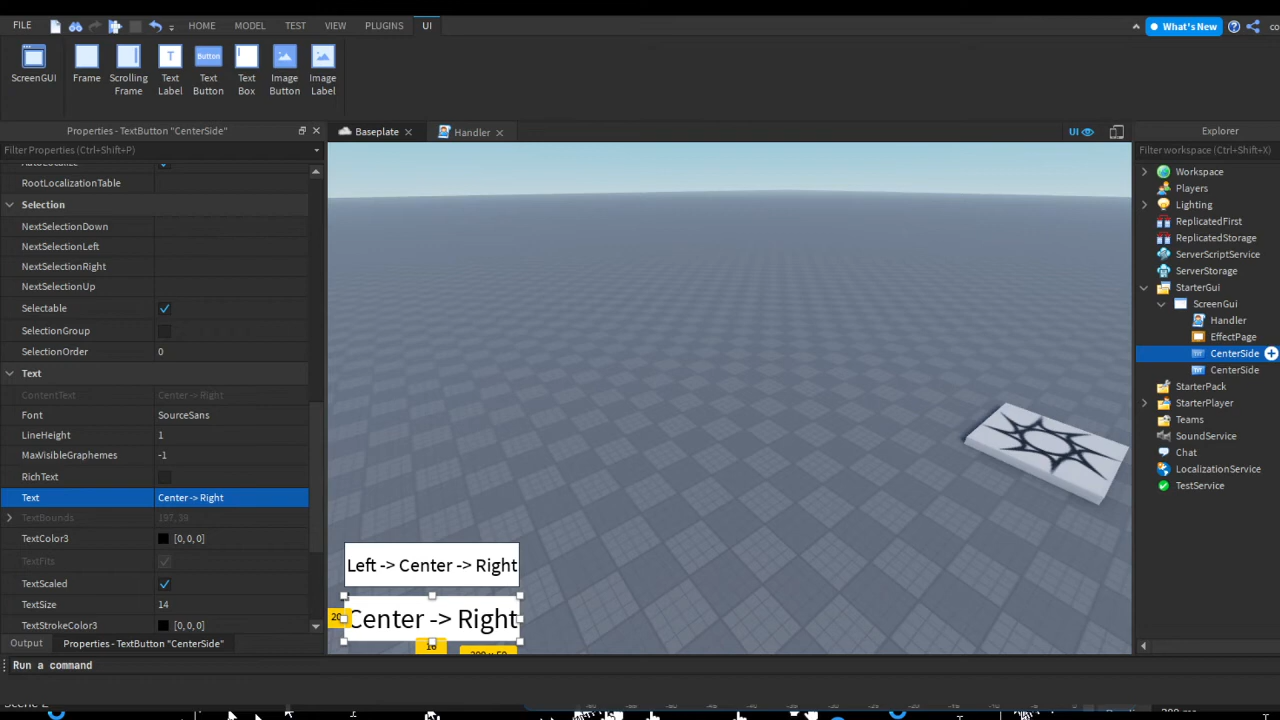 FILE HOME MODEL TEST VIEW PLUGINS UI What's New
ScreenGUI Frame Scrolling Frame Text Label Text Button Text Box Image Button Image Label
Button
Properties - TextButton "CenterSide"
Baseplate Handler UI Explorer
Filter Properties (Ctrl+Shift+P)
Filter workspace (Ctrl+Shift+X)
RootLocalizationTable
Selection
NextSelectionDown
NextSelectionLeft
NextSelectionRight
NextSelectionUp
Selectable
SelectionGroup
SelectionOrder 0
Text
ContentText Center -> Right
Font SourceSans
LineHeight 1
MaxVisibleGraphemes -1
RichText
Text Center -> Right
TextBounds 197, 39
TextColor3 [0, 0, 0]
TextFits
TextScaled
TextSize 14
TextStrokeColor3 [0, 0, 0]
Output Properties - TextButton "CenterSide"
Run a command
Left -> Center -> Right
Center -> Right
Workspace
Players
Lighting
ReplicatedFirst
ReplicatedStorage
ServerScriptService
ServerStorage
StarterGui
ScreenGui
Handler
EffectPage
CenterSide
CenterSide
StarterPack
StarterPlayer
Teams
SoundService
Chat
LocalizationService
TestService